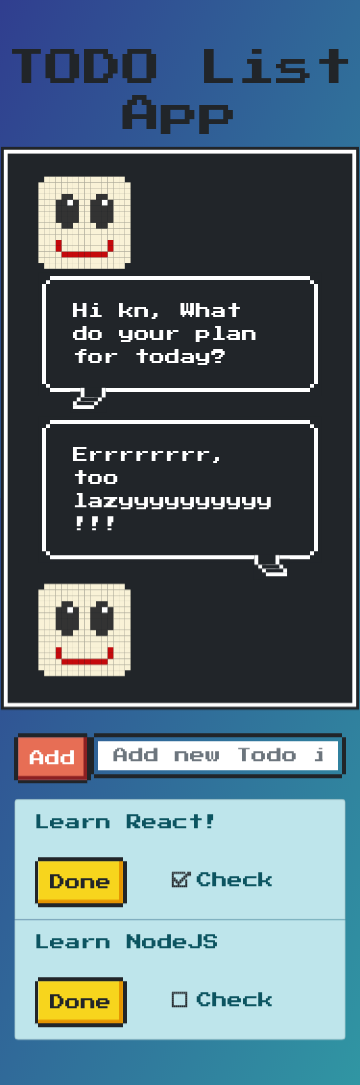 TODO List
App
Hi kn, What
do your plan
for today?
Errrrrrrr,
too
lazyyyyyyyyyy
!!!
Add
Add new Todo i
Learn React!
Done
Check
Learn NodeJS
Done
Check